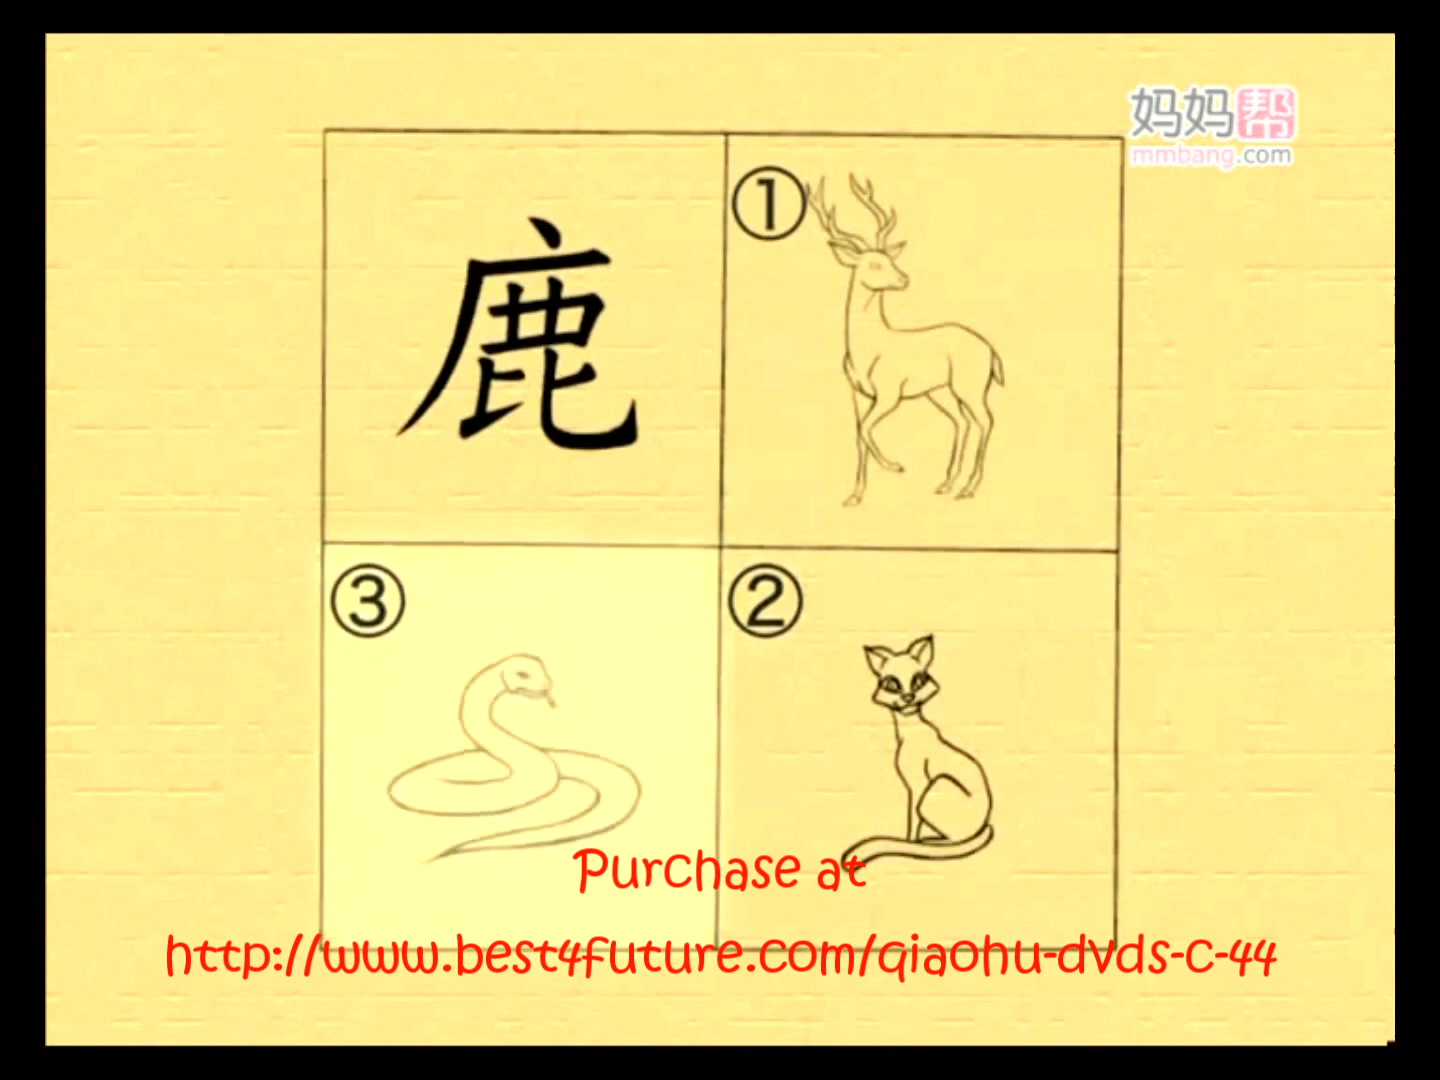 妈妈帮
mmbang.com
鹿
①
③
②
Purchase at
http://www.best4future.com/qiaohu-dvds-c-44